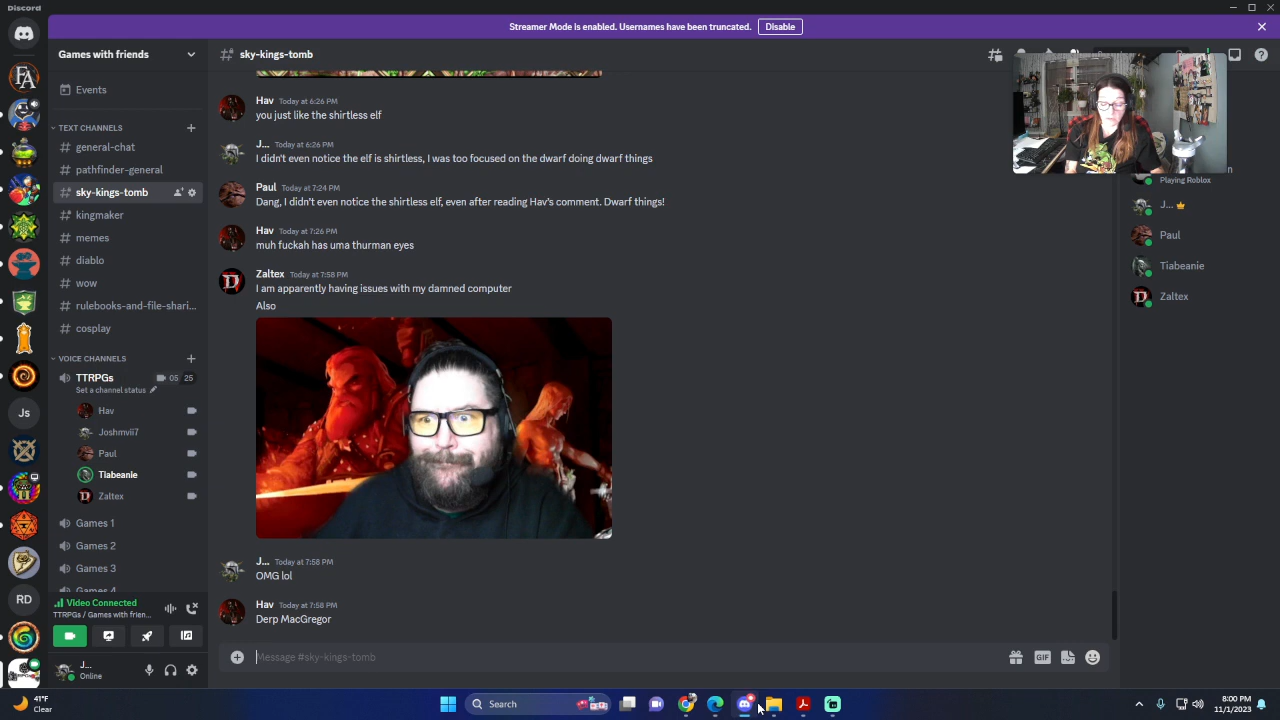 Discord
Streamer Mode is enabled. Usernames have been truncated.
Disable
Games with friends
sky-kings-tomb
Events
TEXT CHANNELS
general-chat
pathfinder-general
sky-kings-tomb
kingmaker
memes
diablo
wow
rulebooks-and-file-shari...
cosplay
VOICE CHANNELS
TTRPGs
05 25
Set a channel status
Hav
Joshmvii7
Paul
Tiabeanie
Zaltex
Games 1
Games 2
Games 3
Games 4
Video Connected
TTRPGs / Games with frien...
J...
Online
FA
Js
RD
Hav Today at 6:26 PM
you just like the shirtless elf
J... Today at 6:26 PM
I didn't even notice the elf is shirtless, I was too focused on the dwarf doing dwarf things
Paul Today at 7:24 PM
Dang, I didn't even notice the shirtless elf, even after reading Hav's comment. Dwarf things!
Hav Today at 7:26 PM
muh fuckah has uma thurman eyes
Zaltex Today at 7:58 PM
I am apparently having issues with my damned computer
Also
J... Today at 7:58 PM
OMG lol
Hav Today at 7:58 PM
Derp MacGregor
Message #sky-kings-tomb
GIF
Playing Roblox
J...
Paul
Tiabeanie
Zaltex
41°F
Clear
Search
8:00 PM
11/1/2023